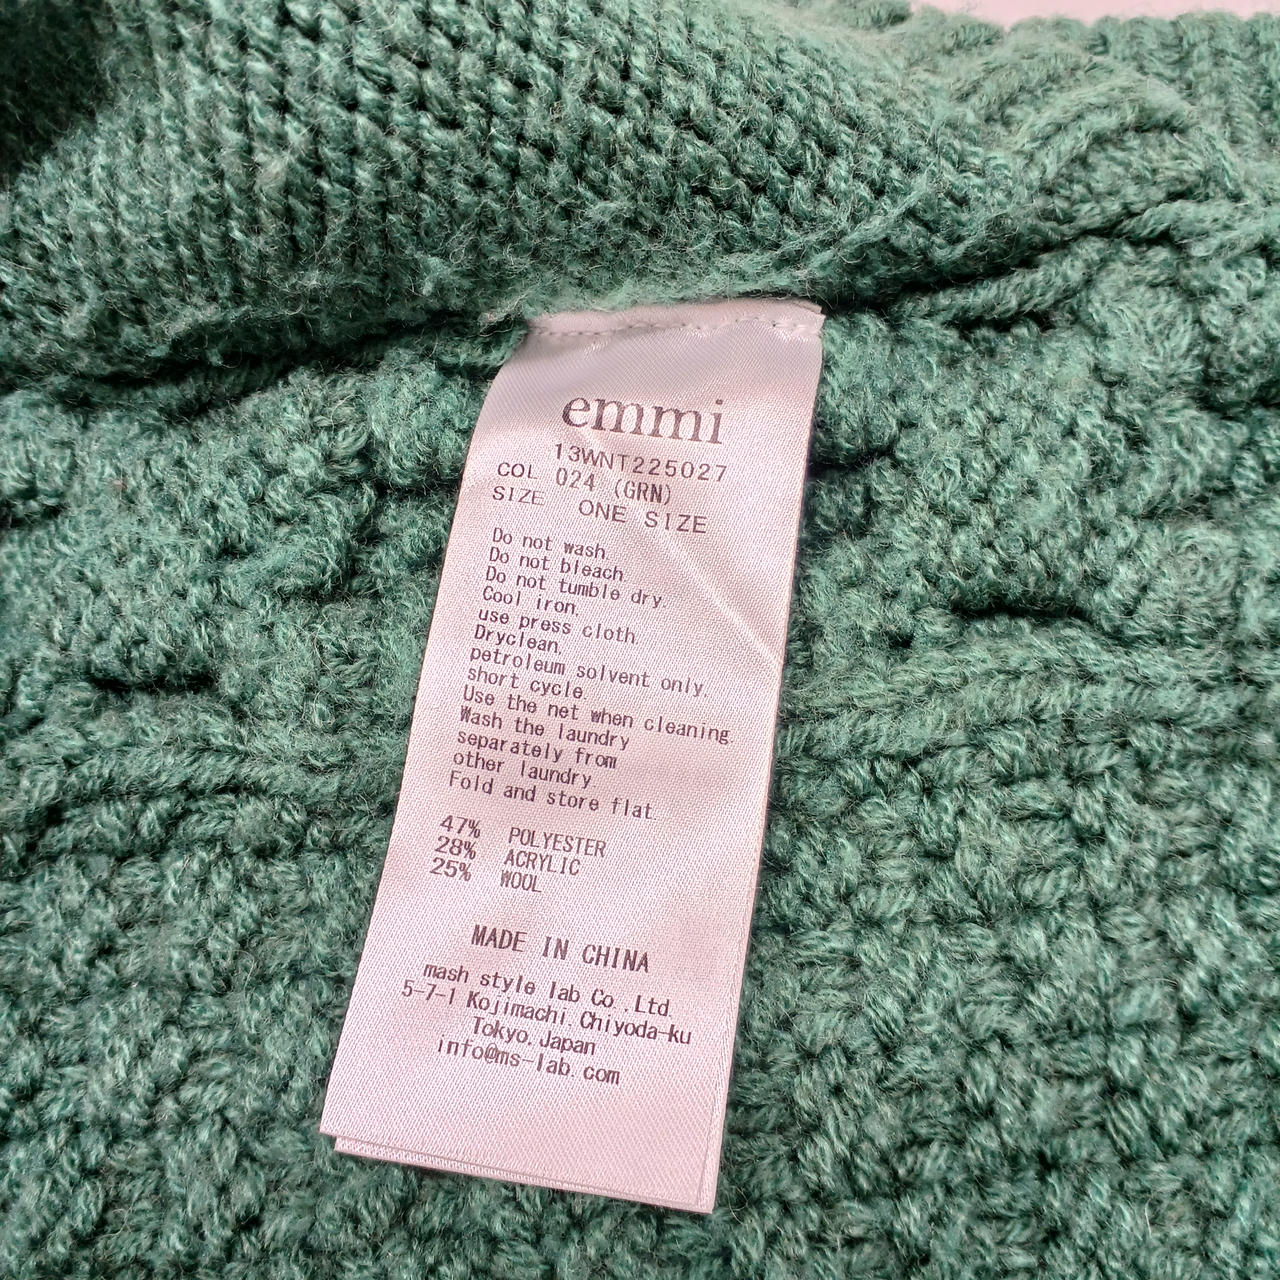 emmi
13WNT225027
COL 024 (GRN)
SIZE ONE SIZE
Do not wash.
Do not bleach.
Do not tumble dry.
Cool iron.
use press cloth.
Dryclean.
petroleum solvent only.
short cycle.
Use the net when cleaning.
Wash the laundry
separately from
other laundry.
Fold and store flat.
47% POLYESTER
28% ACRYLIC
25% WOOL
MADE IN CHINA
mash style lab Co.,Ltd.
5-7-1 Kojimachi. Chiyoda-ku
Tokyo. Japan
info@ms-lab.com